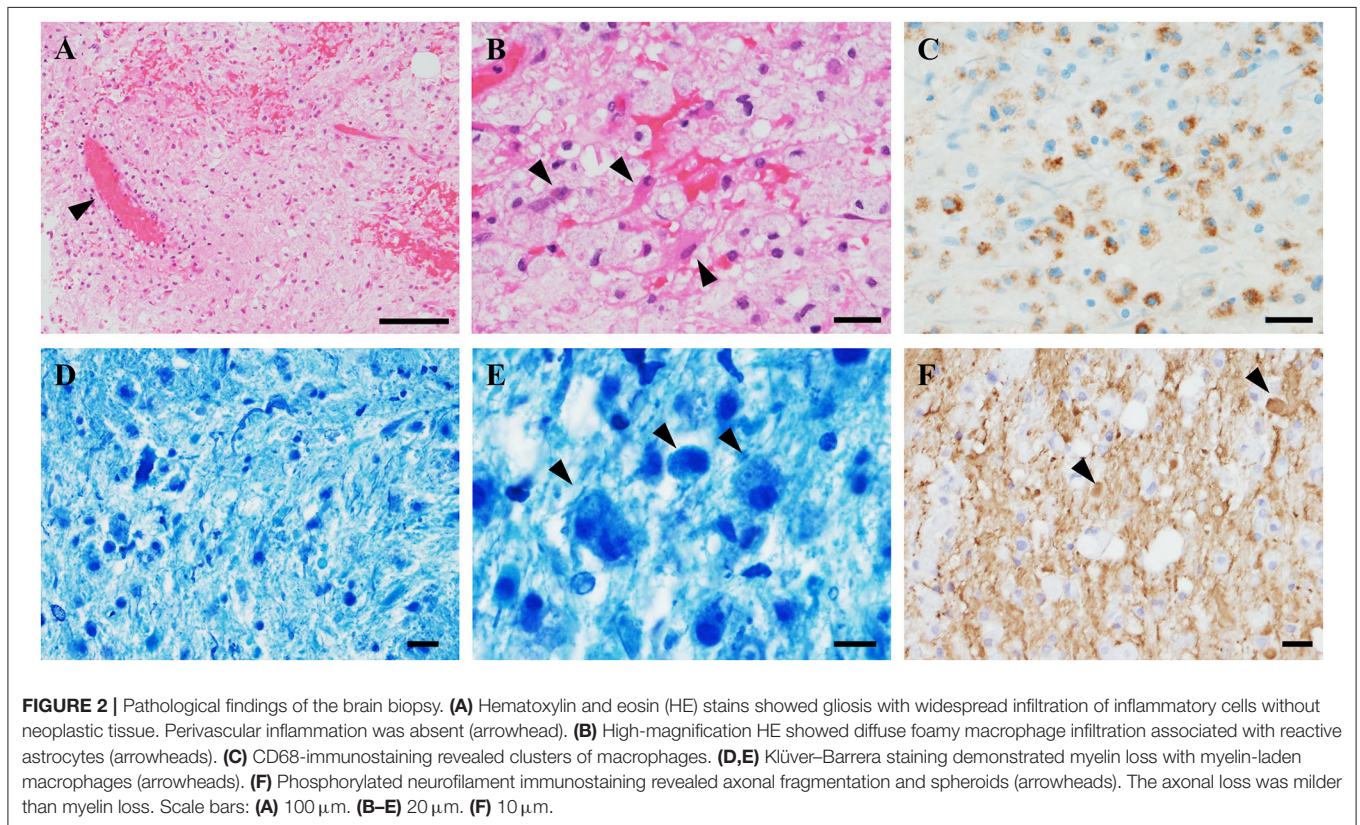 A
B
C
D
E
F
FIGURE 2 | Pathological findings of the brain biopsy. (A) Hematoxylin and eosin (HE) stains showed gliosis with widespread infiltration of inflammatory cells without
neoplastic tissue. Perivascular inflammation was absent (arrowhead). (B) High-magnification HE showed diffuse foamy macrophage infiltration associated with reactive
astrocytes (arrowheads). (C) CD68-immunostaining revealed clusters of macrophages. (D,E) Klüver–Barrera staining demonstrated myelin loss with myelin-laden
macrophages (arrowheads). (F) Phosphorylated neurofilament immunostaining revealed axonal fragmentation and spheroids (arrowheads). The axonal loss was milder
than myelin loss. Scale bars: (A) 100 μm. (B–E) 20 μm. (F) 10 μm.